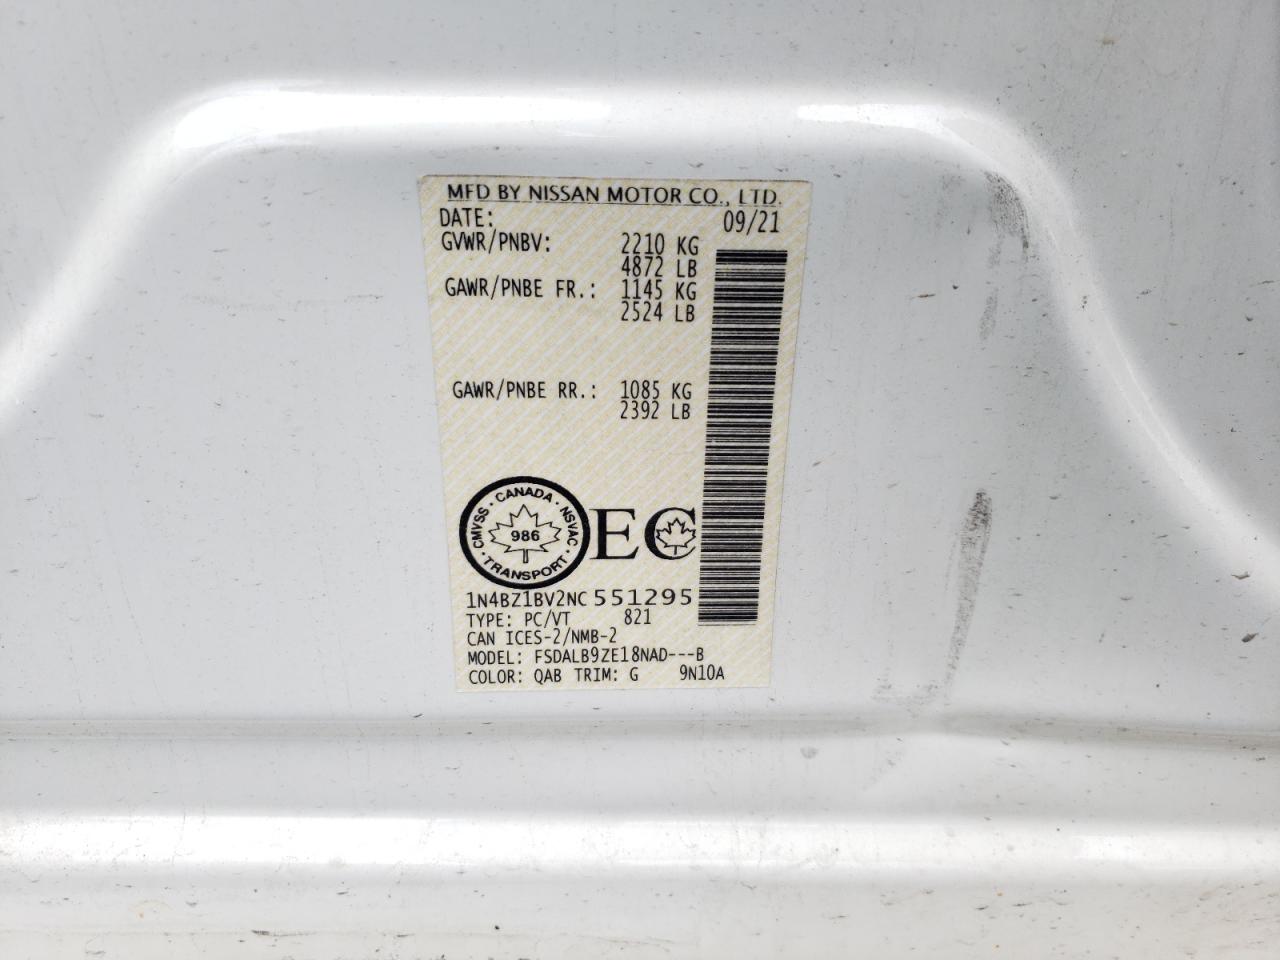 MFD BY NISSAN MOTOR CO., LTD.
DATE: 09/21
GVWR/PNBV: 2210 KG
4872 LB
GAWR/PNBE FR.: 1145 KG
2524 LB
GAWR/PNBE RR.: 1085 KG
2392 LB
CMVSS · CANADA · NSVAC · TRANSPORT ·
986
EC
1N4BZ1BV2NC551295
TYPE: PC/VT 821
CAN ICES-2/NMB-2
MODEL: FSDALB9ZE18NAD---B
COLOR: QAB TRIM: G 9N10A